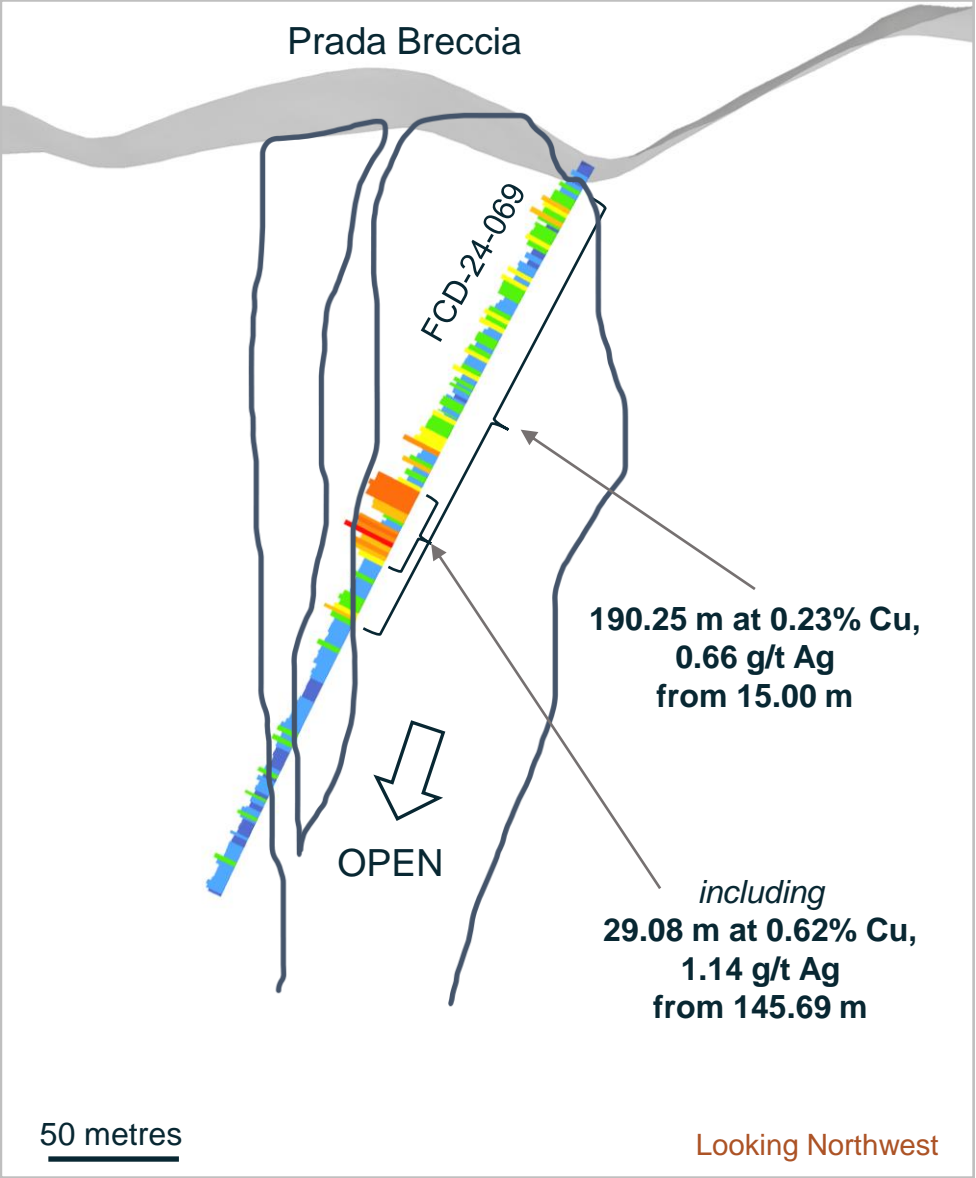 Prada Breccia
FCD-24-069
190.25 m at 0.23% Cu,
0.66 g/t Ag
from 15.00 m
OPEN
including
29.08 m at 0.62% Cu,
1.14 g/t Ag
from 145.69 m
50 metres
Looking Northwest